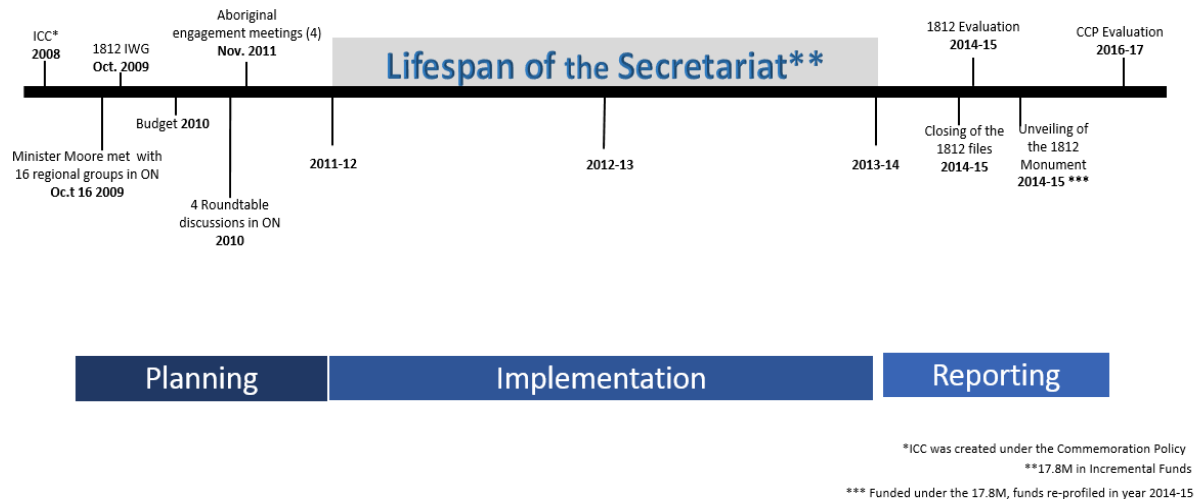 ICC*
2008
1812 IWG
Oct. 2009
Aboriginal
engagement meetings (4)
Nov. 2011
Lifespan of the Secretariat**
1812 Evaluation
2014-15
CCP Evaluation
2016-17
Minister Moore met with
16 regional groups in ON
Oc.t 16 2009
Budget 2010
4 Roundtable
discussions in ON
2010
2011-12
2012-13
2013-14
Closing of the
1812 files
2014-15
Unveiling of
the 1812
Monument
2014-15 ***
Planning
Implementation
Reporting
*ICC was created under the Commemoration Policy
**17.8M in Incremental Funds
*** Funded under the 17.8M, funds re-profiled in year 2014-15